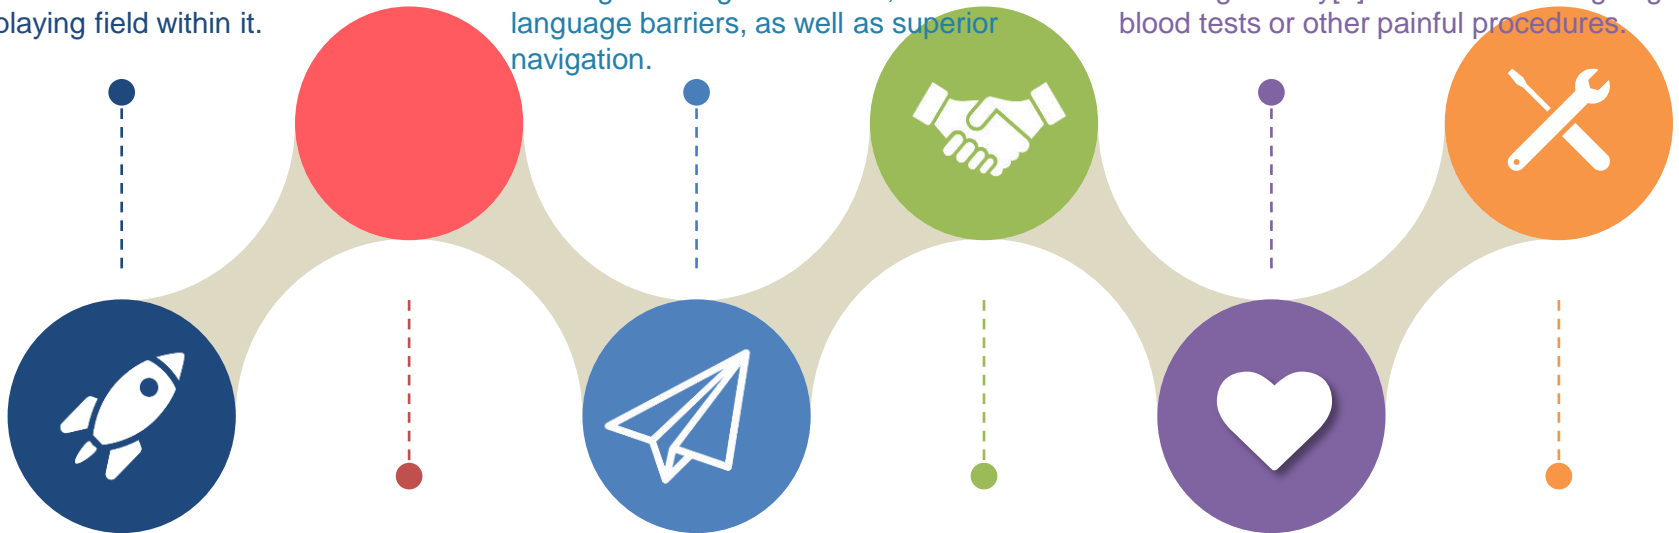 playing field within it.
language barriers, as well as superior
navigation.
blood tests or other painful procedures.